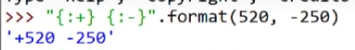 >>> "{:+} {:-}".format(520, -250)
'+520 -250'